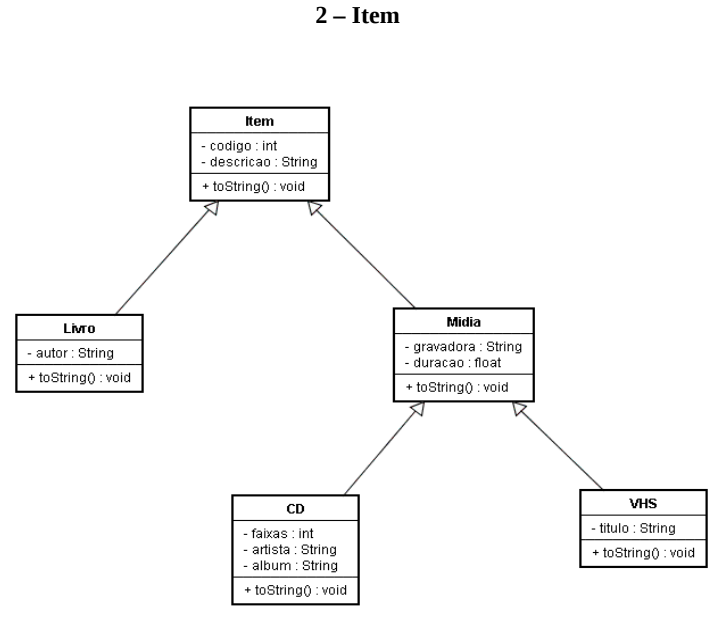 2 – Item
Item
- codigo : int
- descricao : String
+ toString() : void
Livro
- autor : String
+ toString() : void
Midia
- gravadora : String
- duracao : float
+ toString() : void
CD
- faixas : int
- artista : String
- album : String
+ toString() : void
VHS
- titulo : String
+ toString() : void